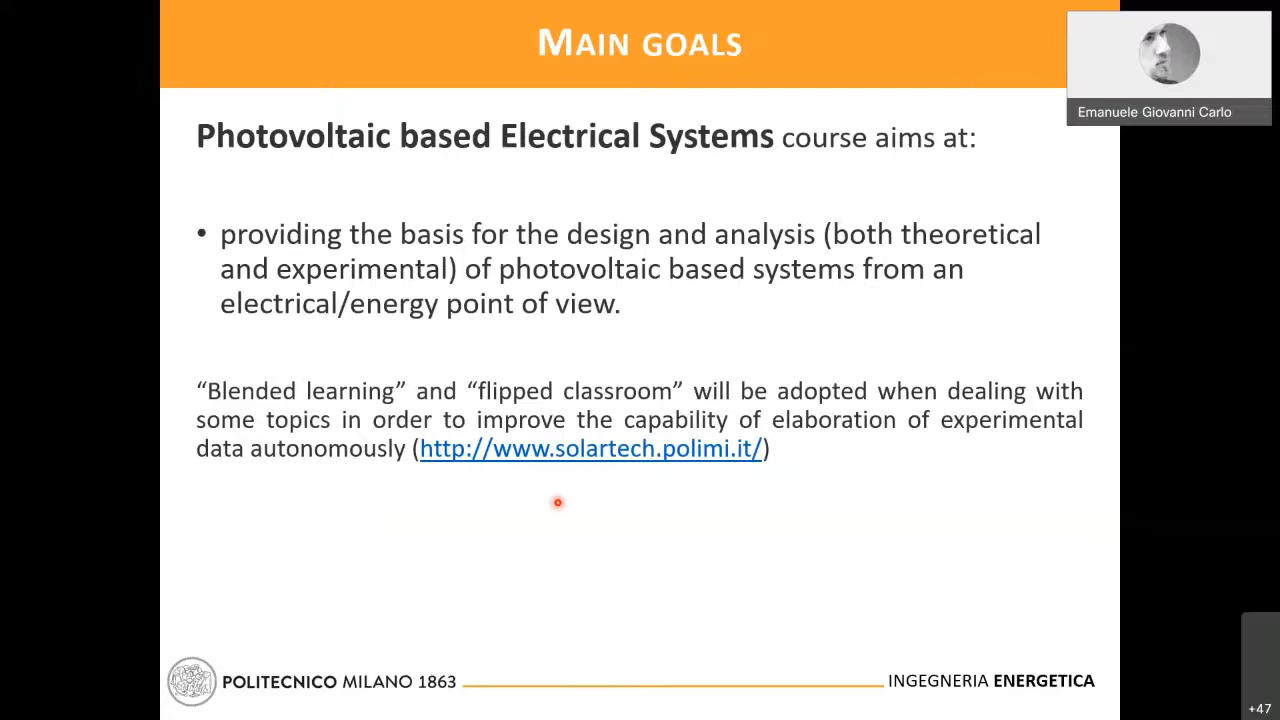 MAIN GOALS
Emanuele Giovanni Carlo
Photovoltaic based Electrical Systems course aims at:
• providing the basis for the design and analysis (both theoretical
and experimental) of photovoltaic based systems from an
electrical/energy point of view.
“Blended learning” and “flipped classroom” will be adopted when dealing with
some topics in order to improve the capability of elaboration of experimental
data autonomously (http://www.solartech.polimi.it/)
POLITECNICO MILANO 1863
INGEGNERIA ENERGETICA
+47